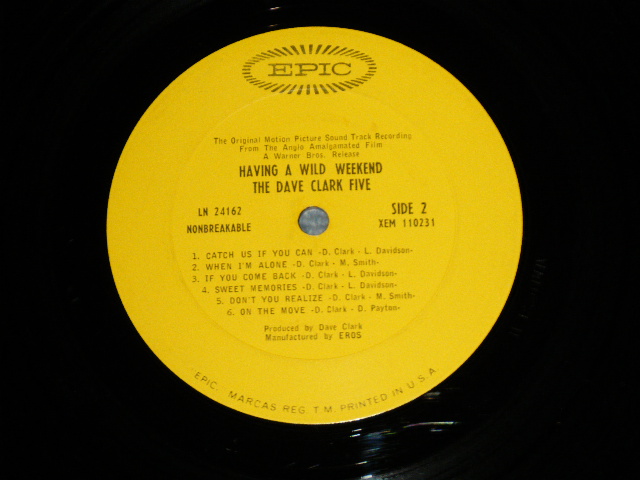 EPIC
The Original Motion Picture Sound Track Recording
From The Anglo Amalgamated Film
A Warner Bros. Release
HAVING A WILD WEEKEND
THE DAVE CLARK FIVE
LN 24162
NONBREAKABLE
SIDE 2
XEM 110231
1. CATCH US IF YOU CAN -D. Clark - L. Davidson-
2. WHEN I'M ALONE -D. Clark - M. Smith-
3. IF YOU COME BACK -D. Clark - L. Davidson-
4. SWEET MEMORIES -D. Clark - L. Davidson-
5. DON'T YOU REALIZE -D. Clark - M. Smith-
6. ON THE MOVE -D. Clark - D. Payton-
Produced by Dave Clark
Manufactured by EROS
EPIC. MARCAS REG. T.M. PRINTED IN U.S.A